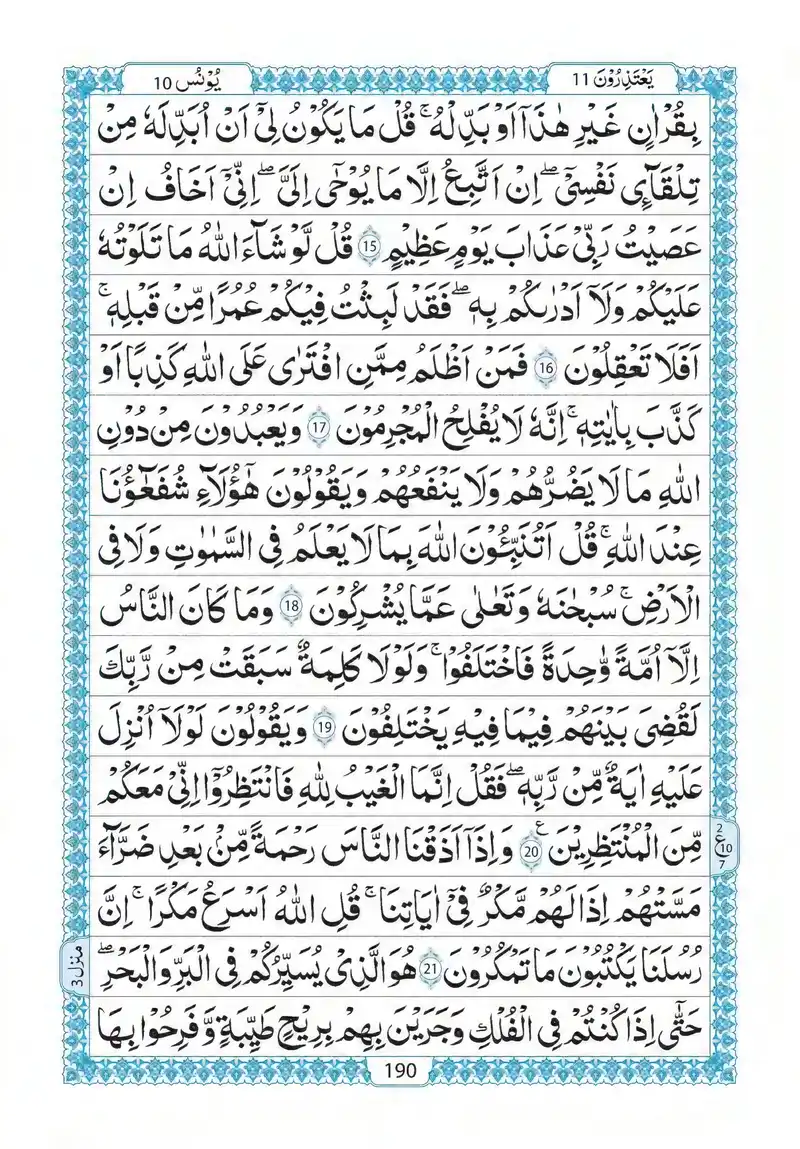 يَعْتَذِرُوْنَ 11
يُوْنُس 10
بِقُرْاٰنٍ غَيْرِ هٰذَاۤ اَوْ بَدِّلْهُ ؕ قُلْ مَا يَكُوْنُ لِىْۤ اَنْ اُبَدِّلَهٗ مِنْ
تِلْقَآئِ نَفْسِىْ ۚ اِنْ اَتَّبِعُ اِلَّا مَا يُوْحٰۤى اِلَىَّ ۚ اِنِّىْۤ اَخَافُ اِنْ
عَصَيْتُ رَبِّىْ عَذَابَ يَوْمٍ عَظِيْمٍ 15 قُلْ لَّوْ شَآءَ اللّٰهُ مَا تَلَوْتُهٗ
عَلَيْكُمْ وَلَاۤ اَدْرٰٮكُمْ بِهٖ ۖ فَقَدْ لَبِثْتُ فِيْكُمْ عُمُرًا مِّنْ قَبْلِهٖ ؕ
اَفَلَا تَعْقِلُوْنَ 16 فَمَنْ اَظْلَمُ مِمَّنِ افْتَرٰى عَلَى اللّٰهِ كَذِبًا اَوْ
كَذَّبَ بِاٰيٰتِهٖ ؕ اِنَّهٗ لَا يُفْلِحُ الْمُجْرِمُوْنَ 17 وَيَعْبُدُوْنَ مِنْ دُوْنِ
اللّٰهِ مَا لَا يَضُرُّهُمْ وَلَا يَنْفَعُهُمْ وَيَقُوْلُوْنَ هٰٓؤُلَآءِ شُفَعَآؤُنَا
عِنْدَ اللّٰهِ ؕ قُلْ اَتُنَبِّـُٔوْنَ اللّٰهَ بِمَا لَا يَعْلَمُ فِى السَّمٰوٰتِ وَلَا فِى
الْاَرْضِ ؕ سُبْحٰنَهٗ وَتَعٰلٰى عَمَّا يُشْرِكُوْنَ 18 وَمَا كَانَ النَّاسُ
اِلَّاۤ اُمَّةً وَّاحِدَةً فَاخْتَلَفُوْا ؕ وَلَوْلَا كَلِمَةٌ سَبَقَتْ مِنْ رَّبِّكَ
لَقُضِىَ بَيْنَهُمْ فِيْمَا فِيْهِ يَخْتَلِفُوْنَ 19 وَيَقُوْلُوْنَ لَوْلَاۤ اُنْزِلَ
عَلَيْهِ اٰيَةٌ مِّنْ رَّبِّهٖ ۚ فَقُلْ اِنَّمَا الْغَيْبُ لِلّٰهِ فَانْتَظِرُوْۤا اِنِّىْ مَعَكُمْ
مِّنَ الْمُنْتَظِرِيْنَ 20 وَاِذَاۤ اَذَقْنَا النَّاسَ رَحْمَةً مِّنْۢ بَعْدِ ضَرَّآءَ
2 ع 10 7
مَسَّتْهُمْ اِذَا لَهُمْ مَّكْرٌ فِىْۤ اٰيَاتِنَا ؕ قُلِ اللّٰهُ اَسْرَعُ مَكْرًا ؕ اِنَّ
رُسُلَنَا يَكْتُبُوْنَ مَا تَمْكُرُوْنَ 21 هُوَ الَّذِىْ يُسَيِّرُكُمْ فِى الْبَرِّ وَالْبَحْرِ ۖ
منزل 3
حَتّٰۤى اِذَا كُنْتُمْ فِى الْفُلْكِ وَجَرَيْنَ بِهِمْ بِرِيْحٍ طَيِّبَةٍ وَّفَرِحُوْا بِهَا
190